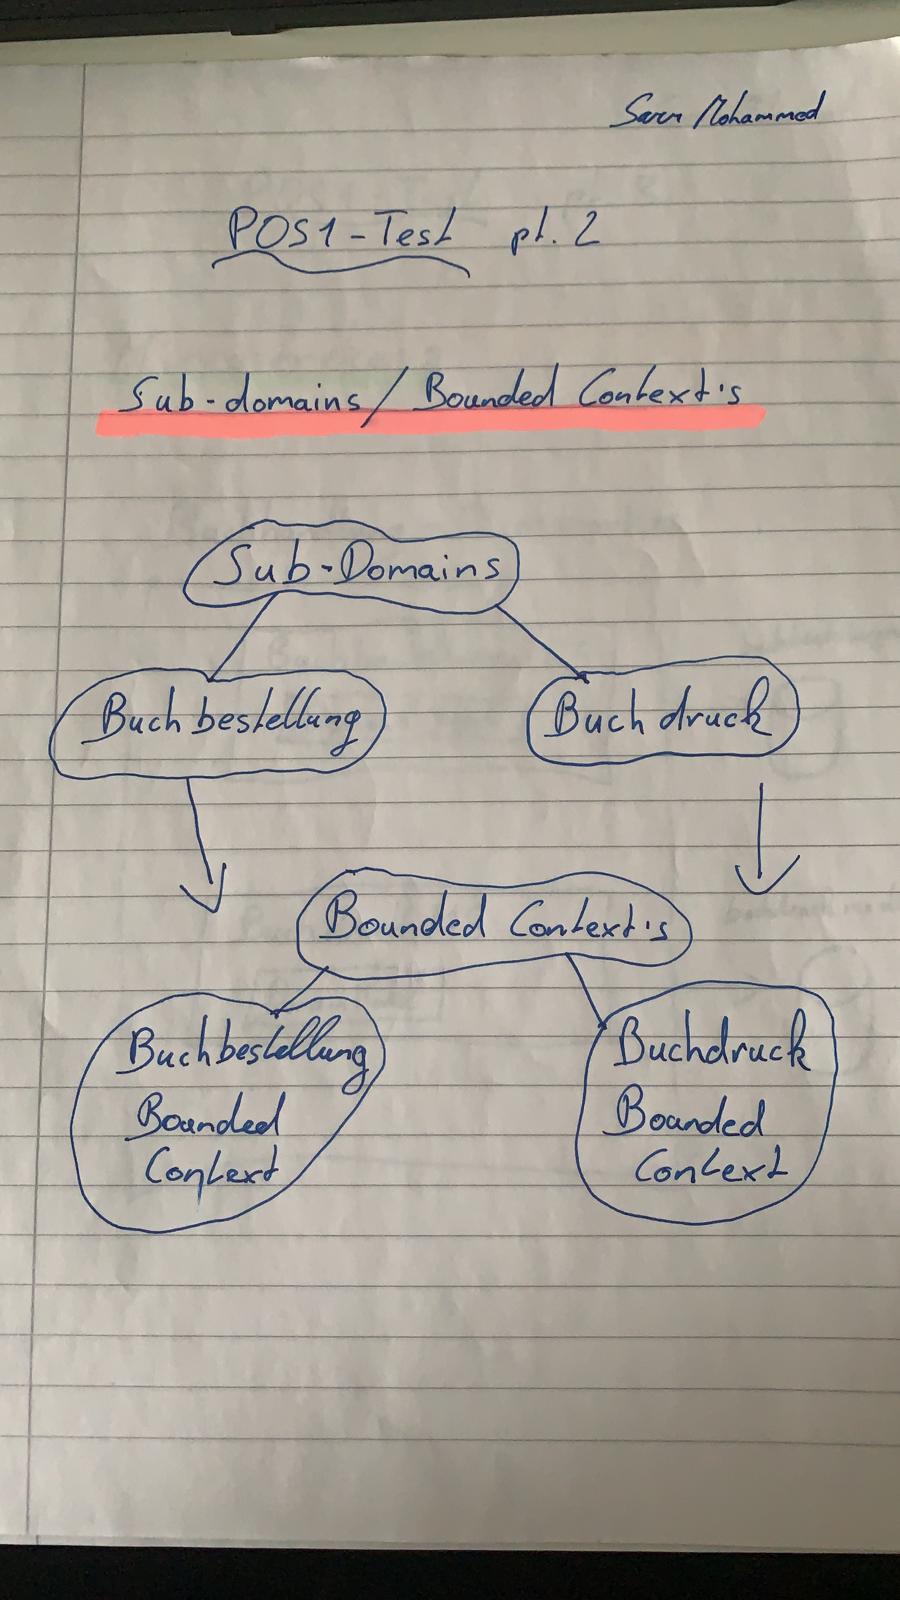 Mohammed
POS1-Test pt. 2
Sub-domains/ Bounded Context's
Sub-Domains
Buchbestellung Buchdruck
Bounded Context's
Buchbestellung
Bounded
Context
Buchdruck
Bounded
Context